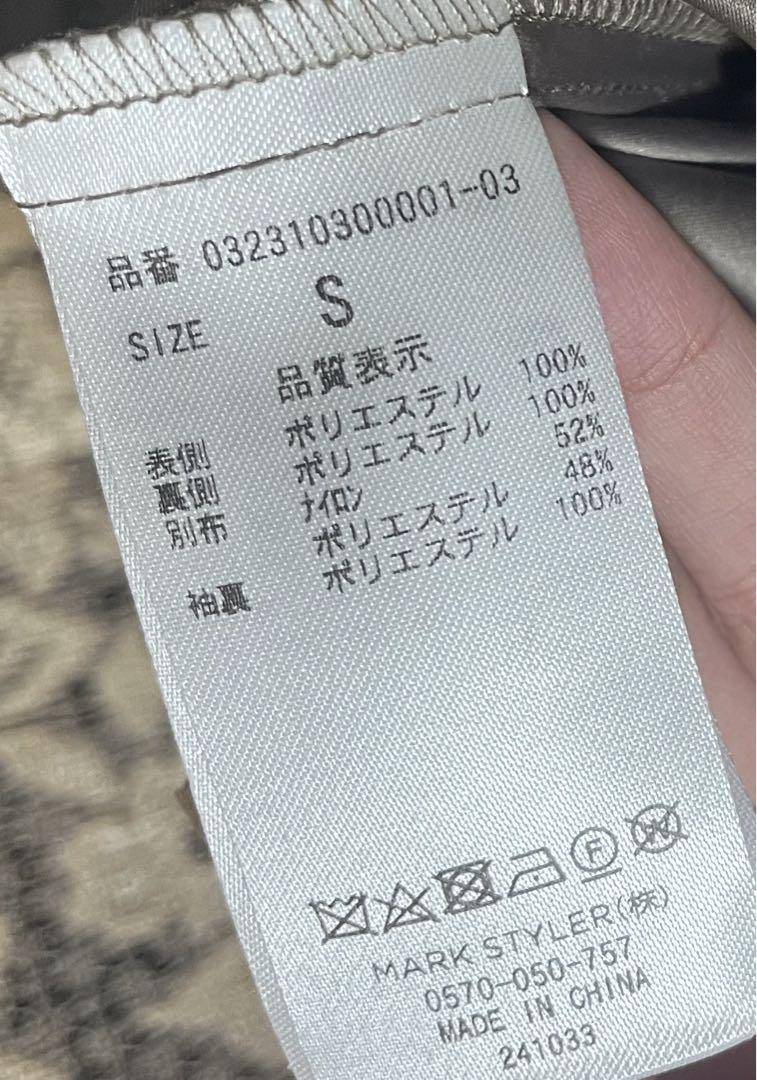 品番 032310300001-03
SIZE S
品質表示
表側 ポリエステル 100%
裏側 ポリエステル 100%
別布 ナイロン 52%
ポリエステル 48%
袖裏 ポリエステル 100%
F
W
MARK STYLER(株)
0570-050-757
MADE IN CHINA
241033